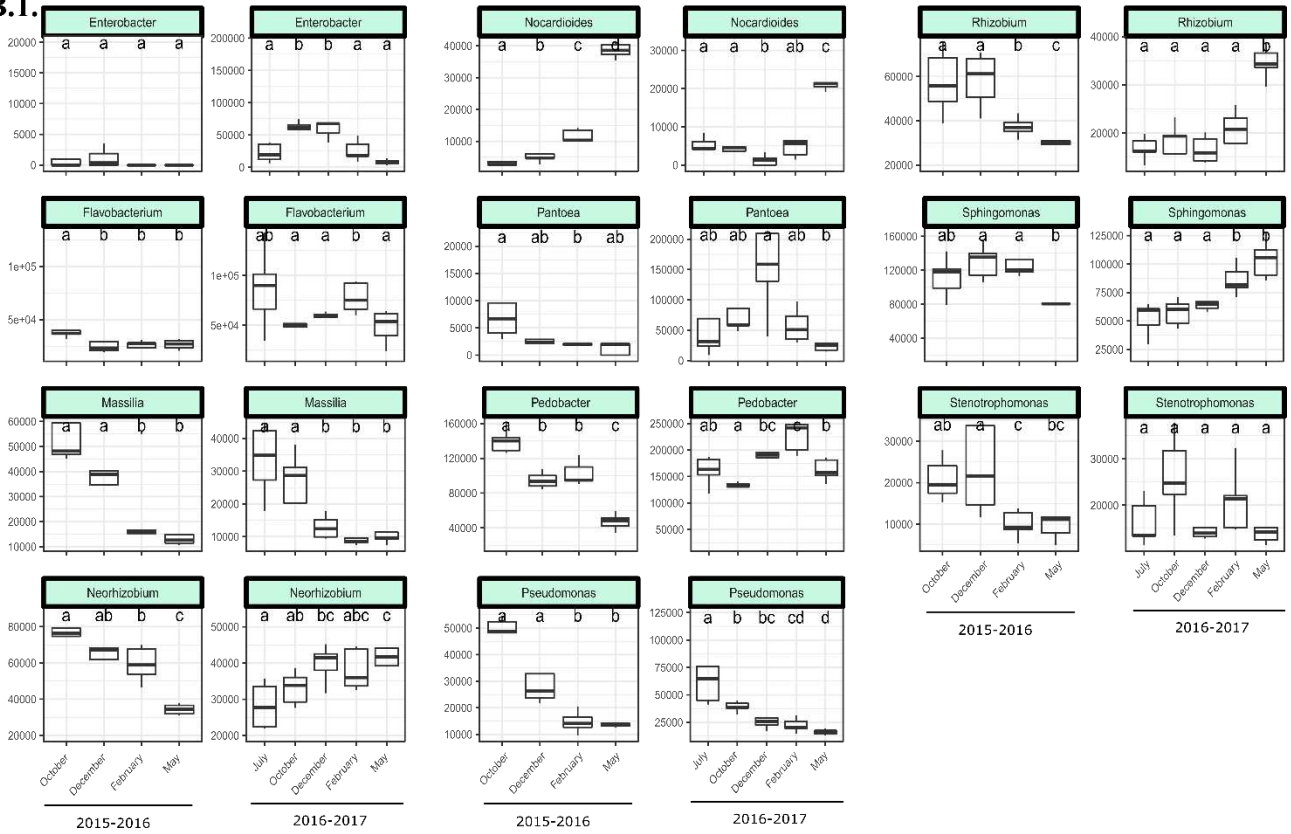 B.1.
Enterobacter
a a a a
20000
15000
10000
5000
0
Enterobacter
a b b a a
200000
150000
100000
50000
0
Nocardioides
a b c d
40000
30000
20000
10000
Nocardioides
a a b ab c
30000
20000
10000
0
Rhizobium
a a b c
60000
40000
20000
Rhizobium
a a a a b
40000
30000
20000
Flavobacterium
a b b b
1e+05
5e+04
Flavobacterium
ab a a b a
1e+05
5e+04
Pantoea
a ab b ab
20000
15000
10000
5000
0
Pantoea
ab ab a ab b
200000
150000
100000
50000
0
Sphingomonas
ab a a b
160000
120000
80000
40000
Sphingomonas
a a a b b
125000
100000
75000
50000
25000
Massilia
a a b b
60000
50000
40000
30000
20000
10000
Massilia
a a b b b
40000
30000
20000
10000
Pedobacter
a b b c
160000
120000
80000
40000
Pedobacter
ab a bc c ab
250000
200000
150000
100000
50000
Stenotrophomonas
ab a c bc
30000
20000
10000
October December February May
2015-2016
Stenotrophomonas
a a a a a
30000
20000
July October December February May
2016-2017
Neorhizobium
a ab b c
80000
60000
40000
20000
October December February May
2015-2016
Neorhizobium
a ab bc abc c
50000
40000
30000
20000
July October December February May
2016-2017
Pseudomonas
a a b b
50000
40000
30000
20000
10000
October December February May
2015-2016
Pseudomonas
a b bc cd d
125000
100000
75000
50000
25000
July October December February May
2016-2017